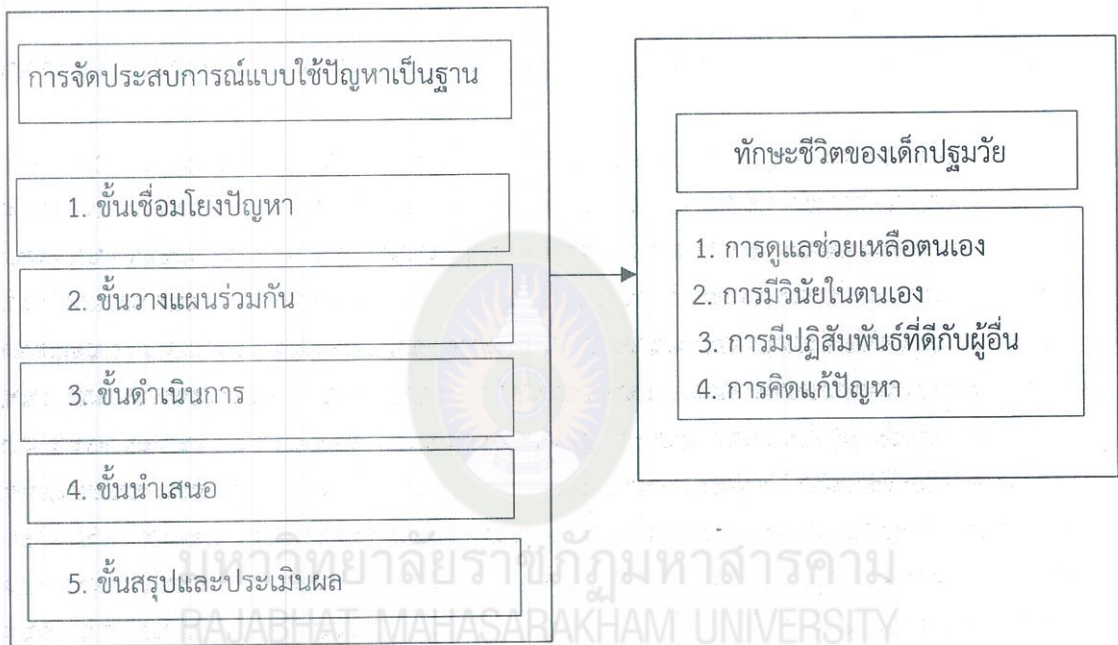 การจัดประสบการณ์แบบใช้ปัญหาเป็นฐาน
1. ขั้นเชื่อมโยงปัญหา
2. ขั้นวางแผนร่วมกัน
3. ขั้นดำเนินการ
4. ขั้นนำเสนอ
5. ขั้นสรุปและประเมินผล
ทักษะชีวิตของเด็กปฐมวัย
1. การดูแลช่วยเหลือตนเอง
2. การมีวินัยในตนเอง
3. การมีปฏิสัมพันธ์ที่ดีกับผู้อื่น
4. การคิดแก้ปัญหา
มหาวิทยาลัยราชภัฏมหาสารคาม
RAJABHAT MAHASARAKHAM UNIVERSITY